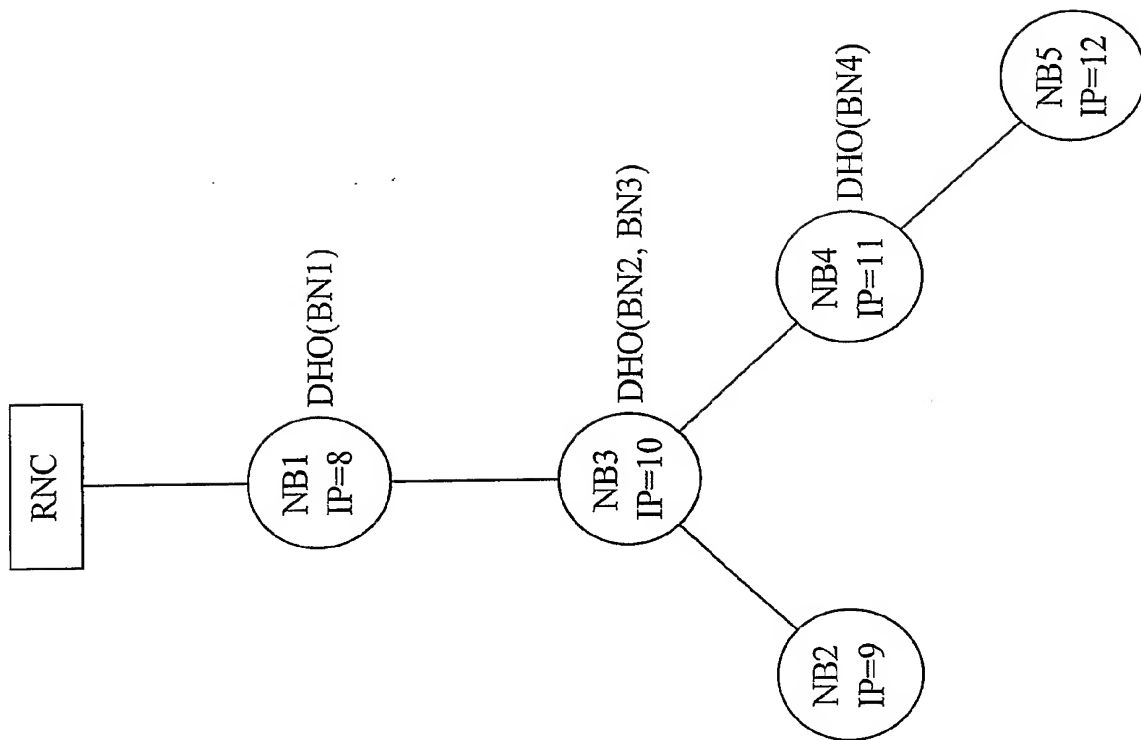 RNC
NB1
IP=8
DHO(BN1)
NB3
IP=10
DHO(BN2, BN3)
NB2
IP=9
NB4
IP=11
DHO(BN4)
NB5
IP=12